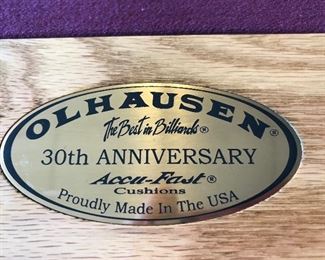 OLHAUSEN®
The Best in Billiards®
30th ANNIVERSARY
Accu-Fast®
Cushions
Proudly Made In The USA